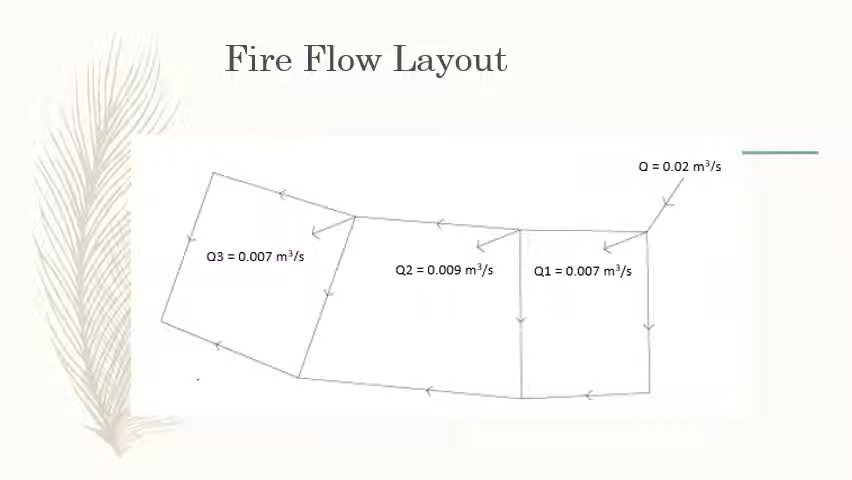 Fire Flow Layout
Q = 0.02 m³/s
Q3 = 0.007 m³/s
Q2 = 0.009 m³/s
Q1 = 0.007 m³/s